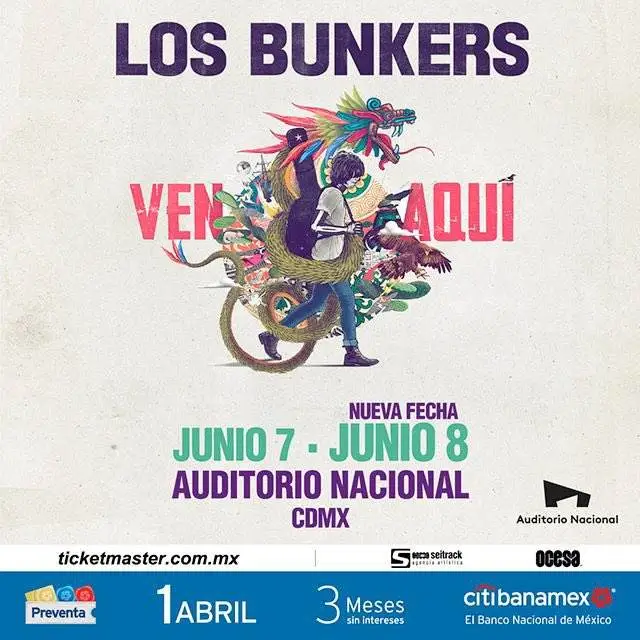 LOS BUNKERS
VEN AQUÍ
NUEVA FECHA
JUNIO 7 · JUNIO 8
AUDITORIO NACIONAL
CDMX
Auditorio Nacional
ticketmaster.com.mx
ocesa seitrack
agencia artística
ocesa
Preventa
1 ABRIL
3 Meses
sin intereses
citibanamex
El Banco Nacional de México